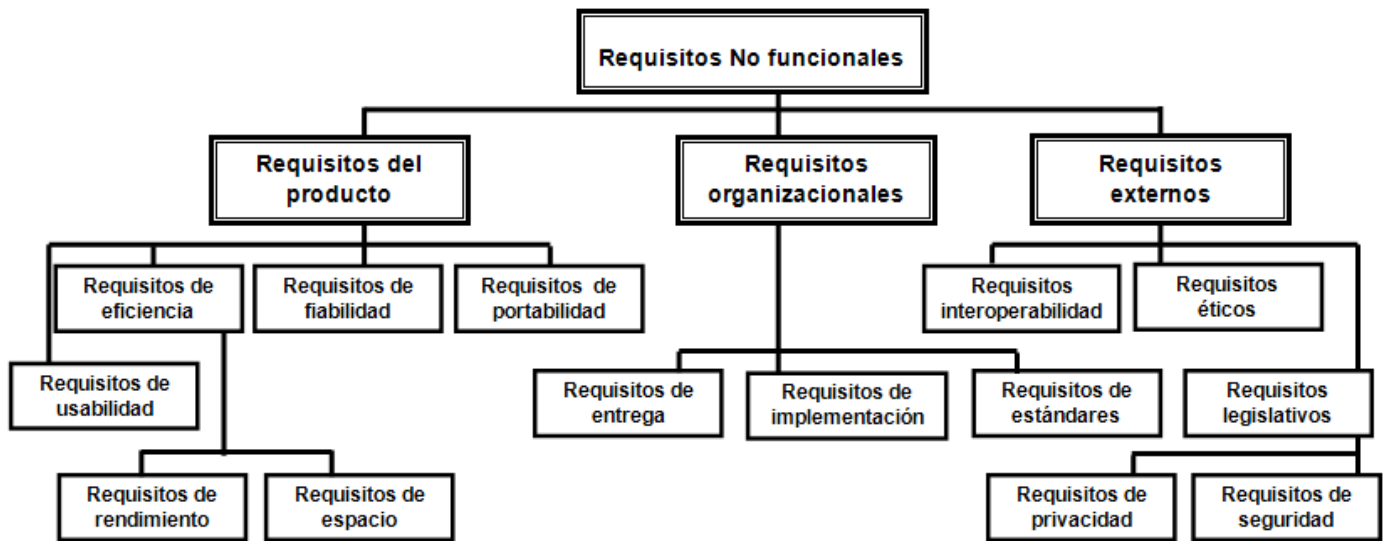 Requisitos No funcionales
Requisitos del
producto
Requisitos
organizacionales
Requisitos
externos
Requisitos de
eficiencia
Requisitos de
fiabilidad
Requisitos de
portabilidad
Requisitos
interoperabilidad
Requisitos
éticos
Requisitos de
usabilidad
Requisitos de
entrega
Requisitos de
implementación
Requisitos de
estándares
Requisitos
legislativos
Requisitos de
rendimiento
Requisitos de
espacio
Requisitos de
privacidad
Requisitos de
seguridad